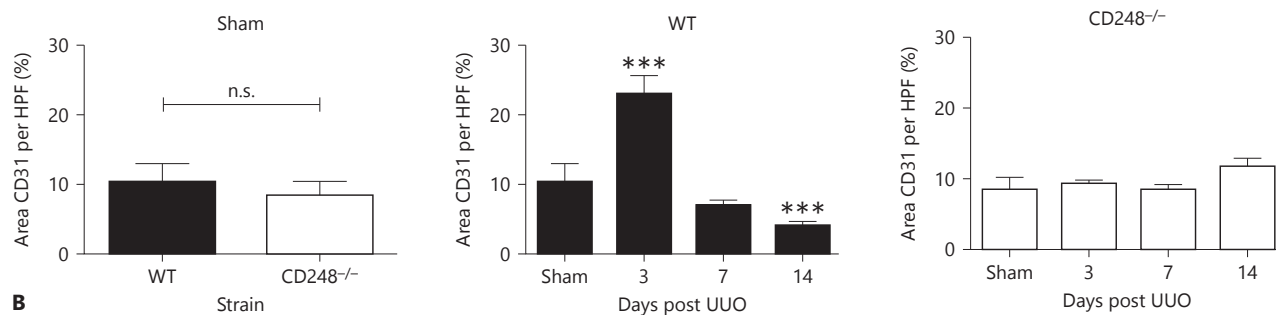 Sham
Area CD31 per HPF (%)
30
20
10
0
n.s.
WT
CD248–/–
Strain
B
WT
Area CD31 per HPF (%)
30
20
10
0
***
***
Sham
3
7
14
Days post UUO
CD248–/–
Area CD31 per HPF (%)
30
20
10
0
Sham
3
7
14
Days post UUO